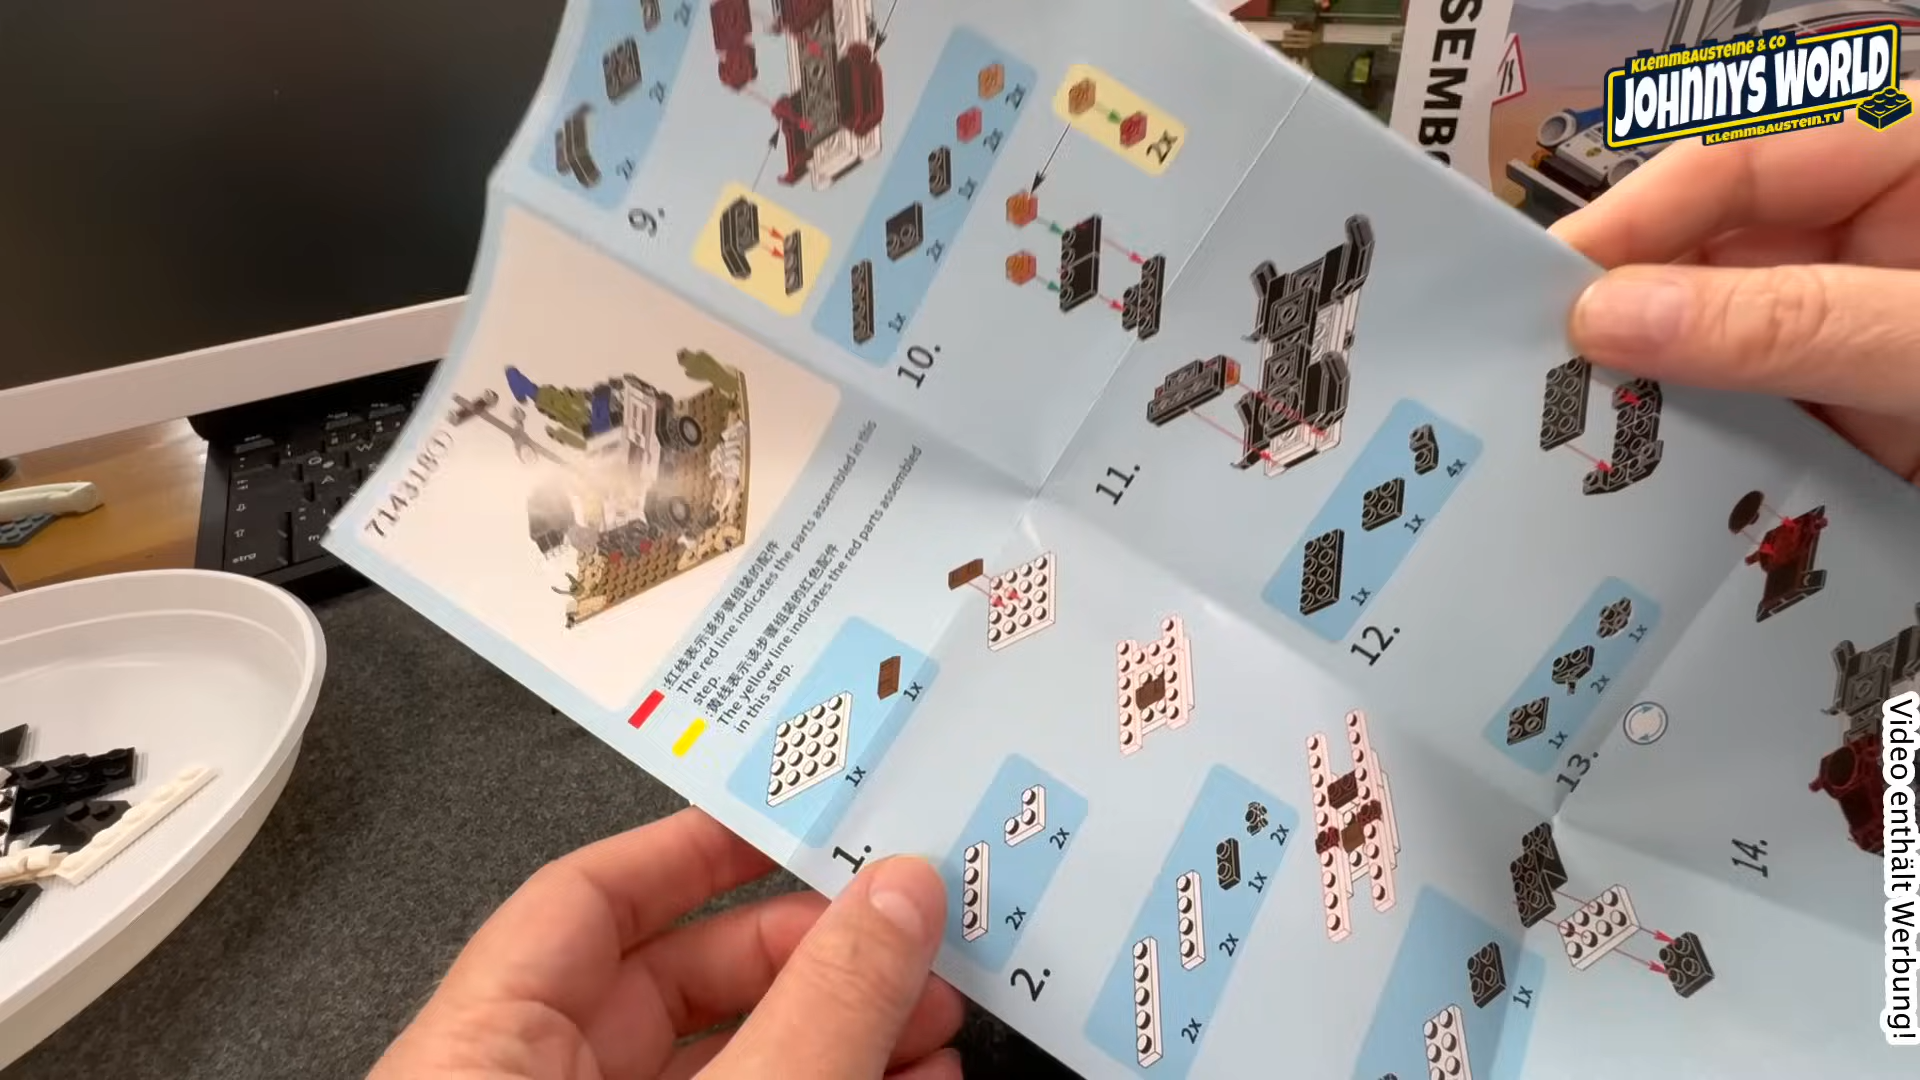 KLEMMBAUSTEINE & CO
JOHNNYS WORLD
KLEMMBAUSTEIN.TV
SEMB
714318①
:红线表示该步骤组装的配件
The red line indicates the parts assembled in this
step.
:黄线表示该步骤组装的红色配件
The yellow line indicates the red parts assembled
in this step.
1x
1x
1.
2x
2x
2.
2x
2x
1x
2x
1x
2x
2x
2x
9.
1x
2x
1x
2x
2x
2x
10.
11.
1x
1x
4x
12.
1x
2x
1x
13.
14.
Video enthält Werbung!